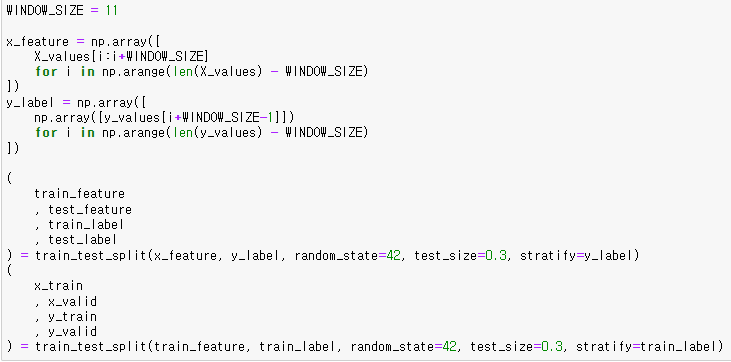 WINDOW_SIZE = 11
x_feature = np.array([
X_values[i:i+WINDOW_SIZE]
for i in np.arange(len(X_values) - WINDOW_SIZE)
])
y_label = np.array([
np.array([y_values[i+WINDOW_SIZE-1]])
for i in np.arange(len(y_values) - WINDOW_SIZE)
])
(
train_feature
, test_feature
, train_label
, test_label
) = train_test_split(x_feature, y_label, random_state=42, test_size=0.3, stratify=y_label)
(
x_train
, x_valid
, y_train
, y_valid
) = train_test_split(train_feature, train_label, random_state=42, test_size=0.3, stratify=train_label)